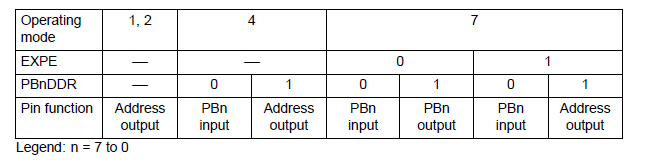 Operating mode 1, 2 4 7
EXPE — — 0 1
PBnDDR — 0 1 0 1 0 1
Pin function Address output PBn input Address output PBn input PBn output PBn input Address output
Legend: n = 7 to 0